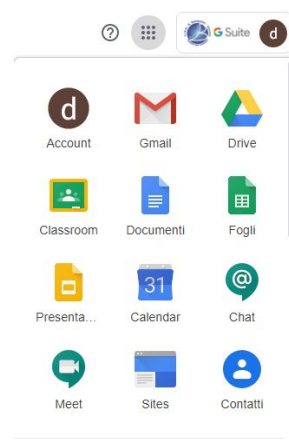 G Suite d
d
Account Gmail Drive
Classroom Documenti Fogli
31 @
Presenta... Calendar Chat
Meet Sites Contatti